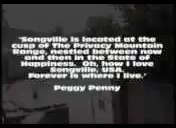 "Songville is located at the
cusp of The Privacy Mountain
Range, nestled between now
and then in the State of
Happiness.  Oh, how I love
Songville, USA.
Forever is where I live."
Peggy Penny